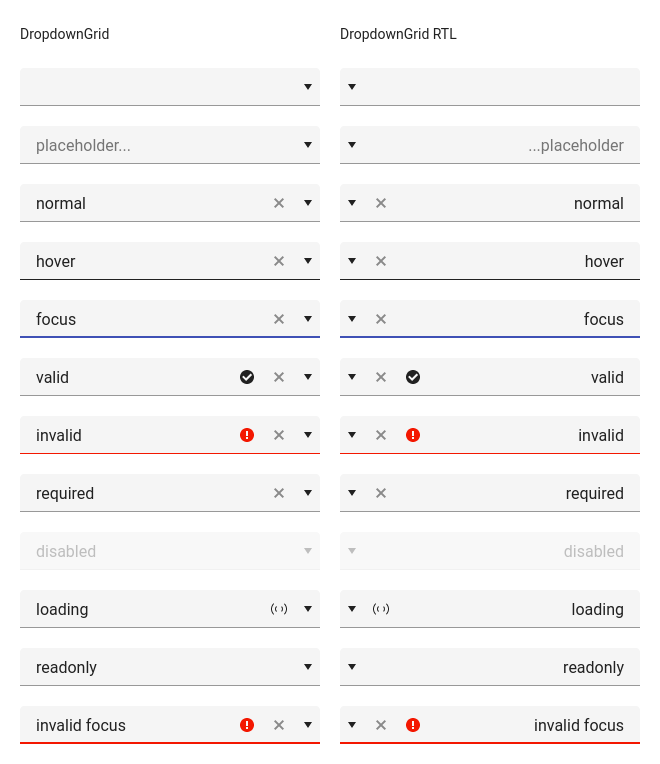 DropdownGrid
DropdownGrid RTL
placeholder...
...placeholder
normal
normal
hover
hover
focus
focus
valid
valid
invalid
invalid
required
required
disabled
disabled
loading
loading
readonly
readonly
invalid focus
invalid focus